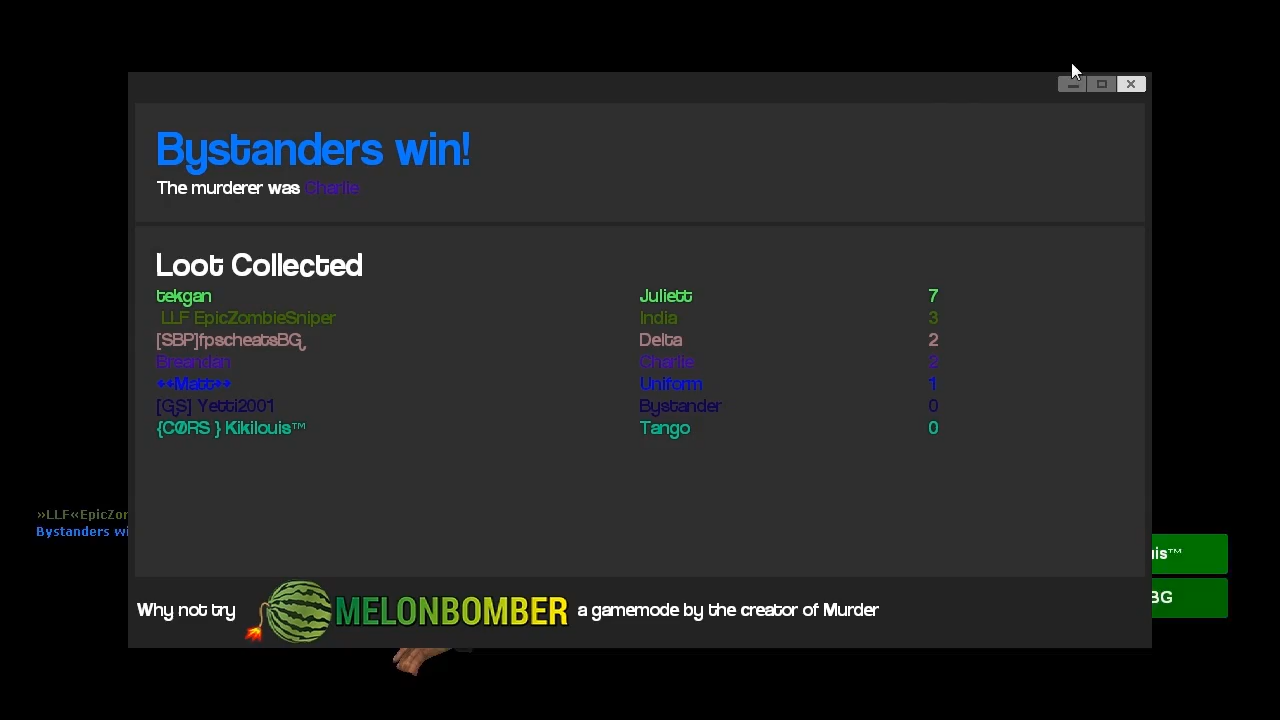 Bystanders win!
The murderer was Charlie
Loot Collected
tekgan Juliett 7
LLF EpicZombieSniper India 3
[SBP]fpscheatsBG Delta 2
Breandan Charlie 2
++Matt++ Uniform 1
[GS] Yetti2001 Bystander 0
{CØRS } Kikilouis™ Tango 0
»LLF«EpicZor
Bystanders wi
uis™
BG
Why not try MELONBOMBER a gamemode by the creator of Murder